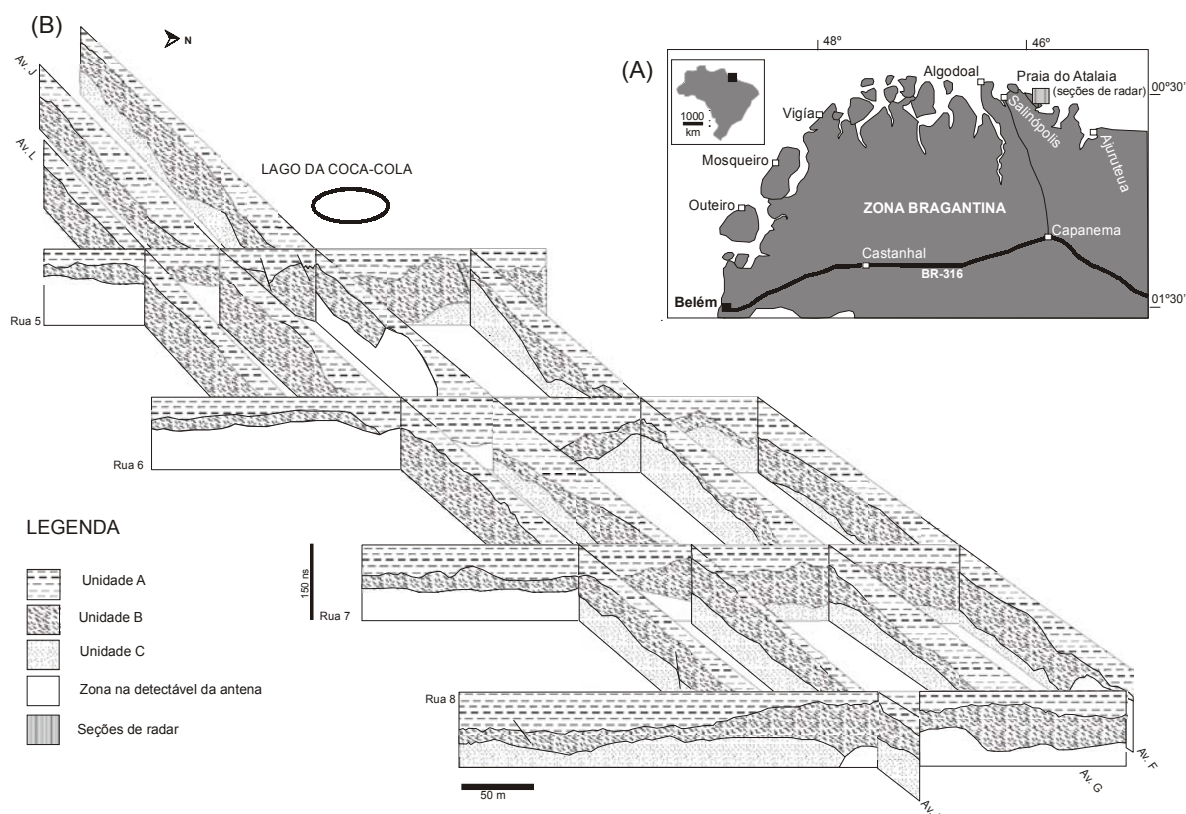 (B)
N
Av. J
Av. L
LAGO DA COCA-COLA
Rua 5
Rua 6
Rua 7
Rua 8
150 ns
50 m
Av. F
Av. G
Av.
(A)
48°
46°
00°30'
01°30'
1000
km
Algodoal
Praia do Atalaia
(seções de radar)
Salinópolis
Ajuruteua
Vigía
Mosqueiro
Outeiro
ZONA BRAGANTINA
Capanema
Castanhal
BR-316
Belém
LEGENDA
Unidade A
Unidade B
Unidade C
Zona na detectável da antena
Seções de radar